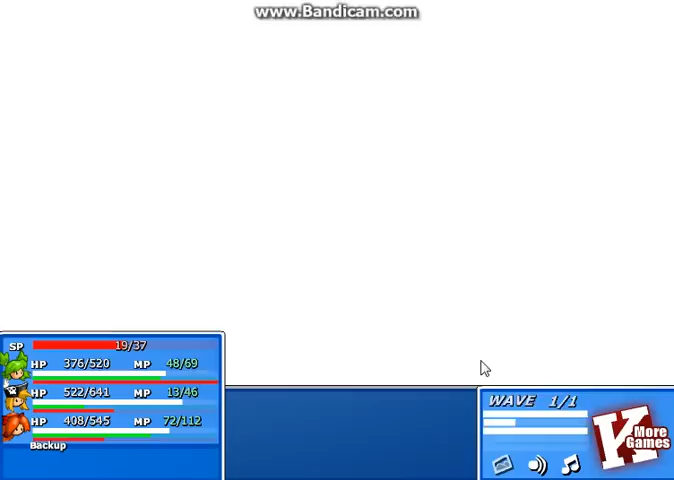 www.Bandicam.com
SP 19/37
HP 376/520 MP 48/69
HP 522/641 MP 13/46
HP 408/545 MP 72/112
Backup
WAVE 1/1
K More Games